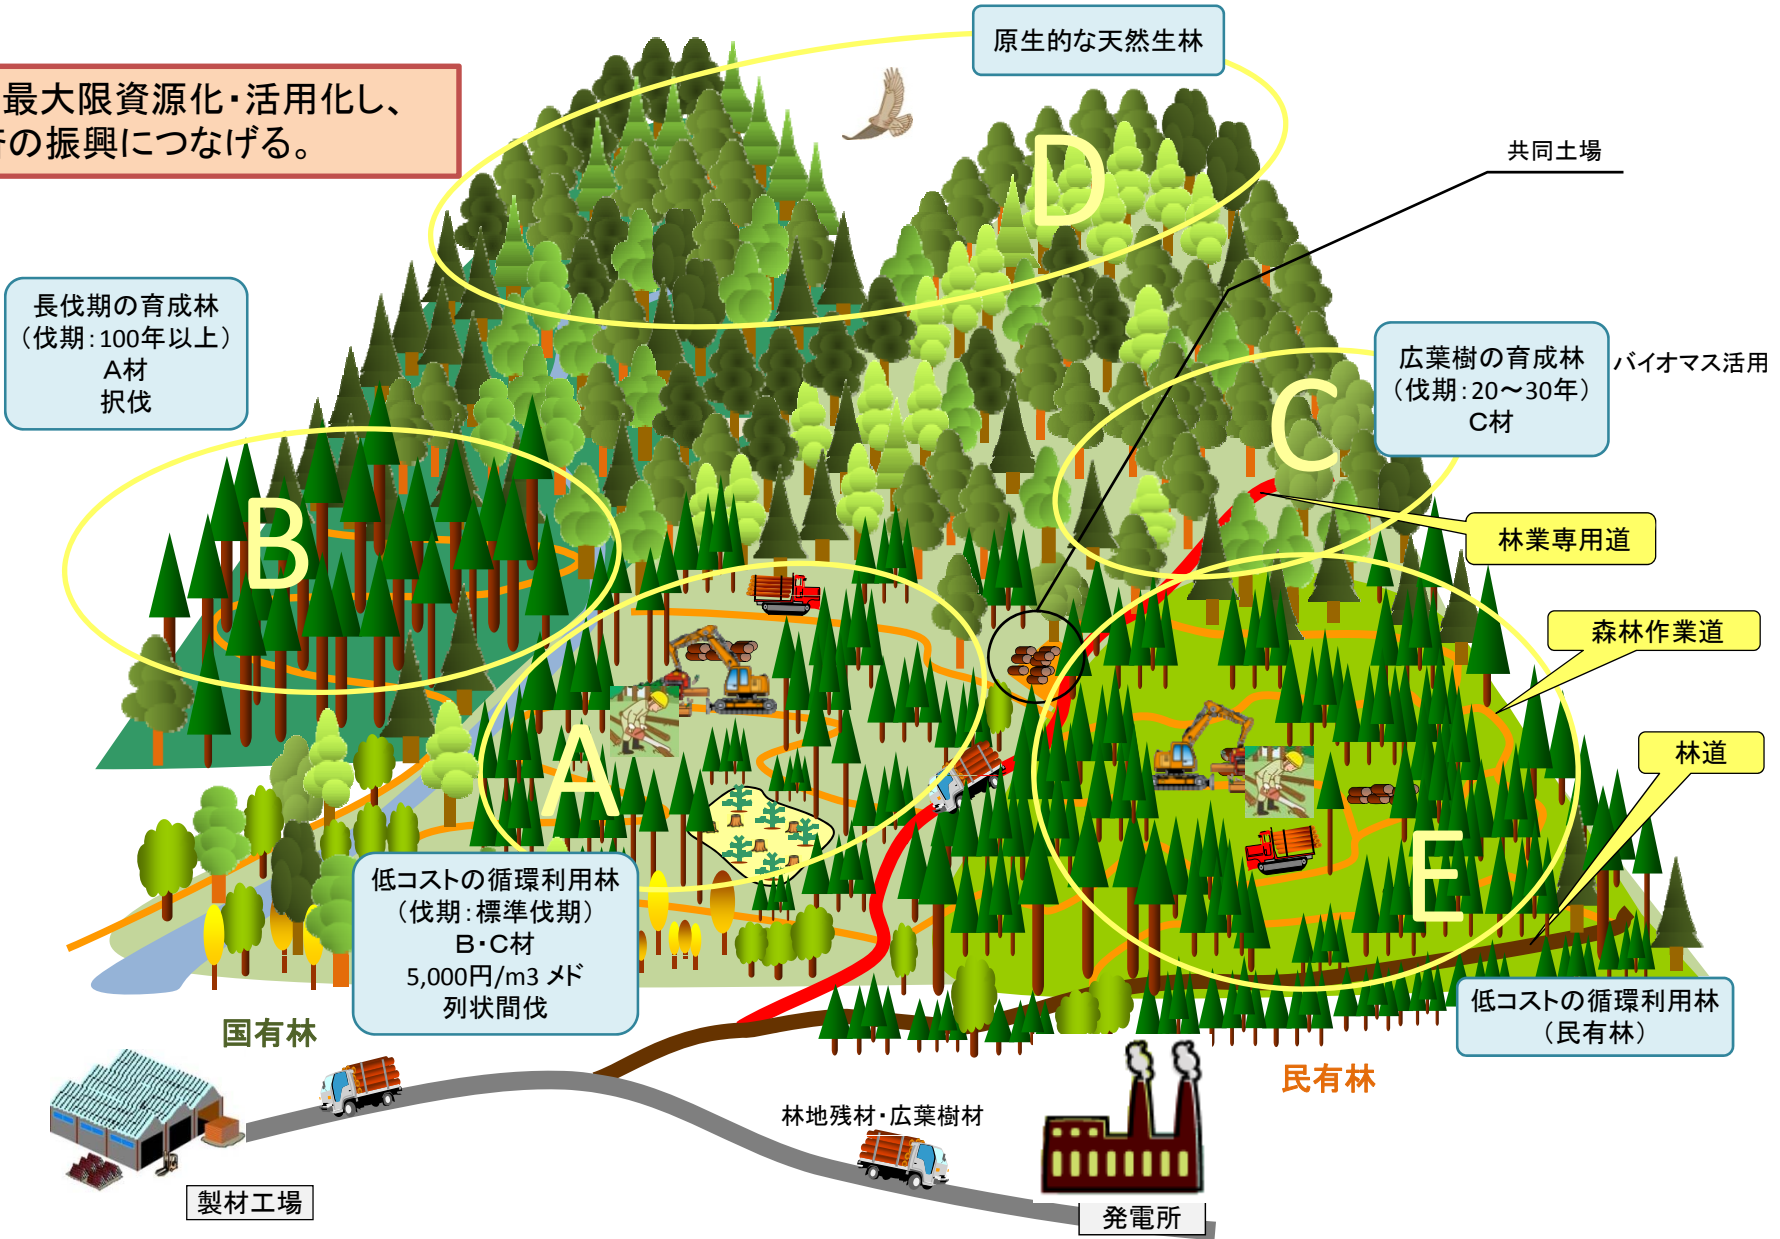 原生的な天然生林
最大限資源化・活用化し、
の振興につなげる。
D
共同土場
長伐期の育成林
（伐期：100年以上）
A材
択伐
広葉樹の育成林
（伐期：20～30年）
C材
バイオマス活用
C
B
林業専用道
森林作業道
林道
A
E
低コストの循環利用林
（伐期：標準伐期）
B・C材
5,000円/m3 メド
列状間伐
低コストの循環利用林
（民有林）
国有林
民有林
林地残材・広葉樹材
製材工場
発電所